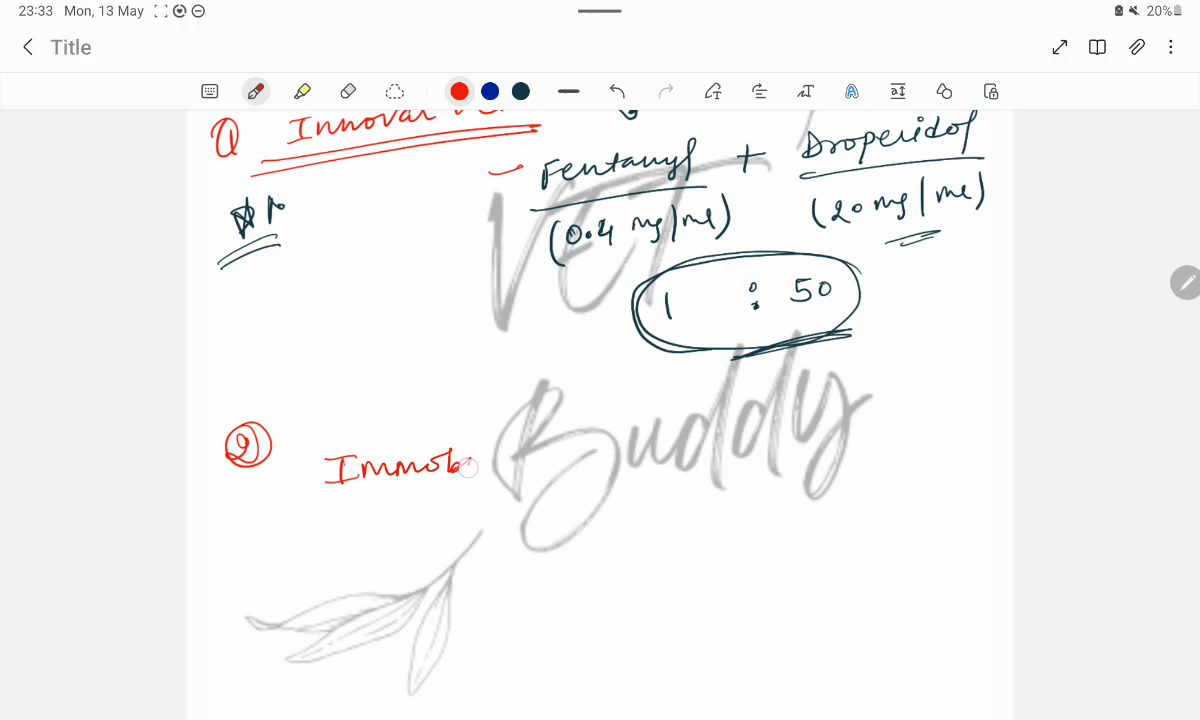 23:33 Mon, 13 May 20%
Title
① Innovar
Fentanyl + Droperidol
(0.4 mg/ml) (20 mg/ml)
1 : 50
② Immob
VET
Buddy